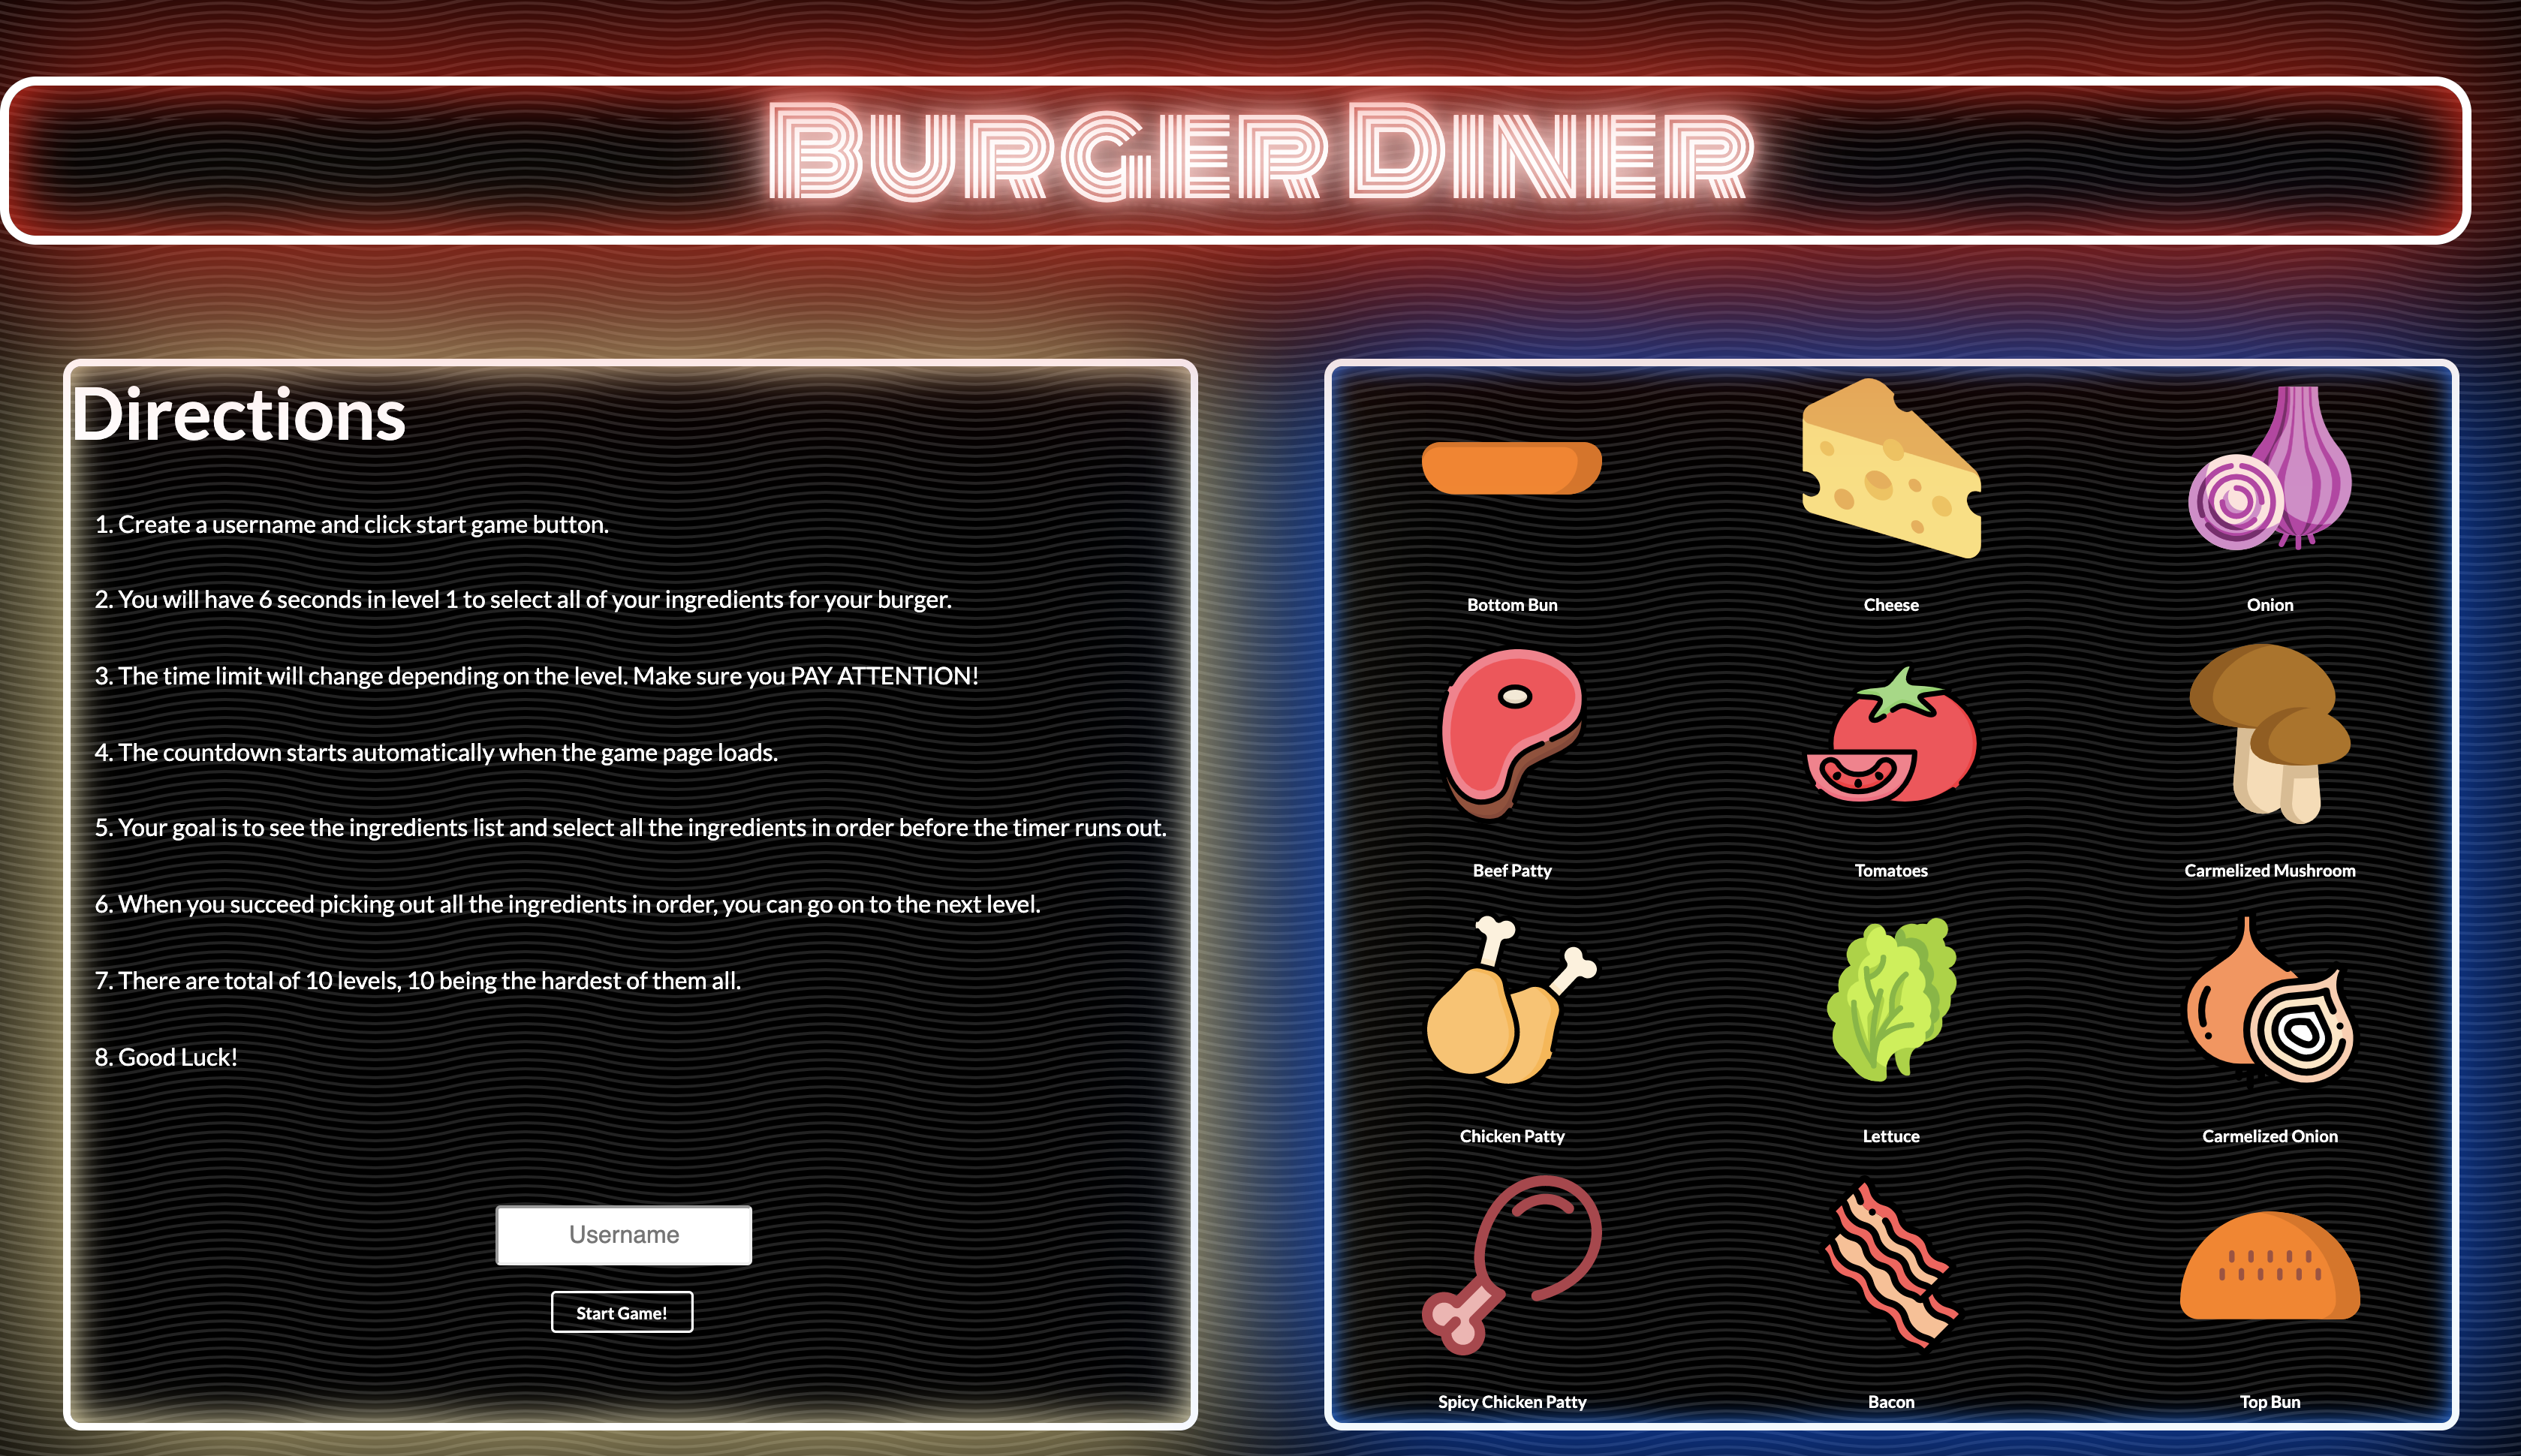 Burger Diner
Directions
1. Create a username and click start game button.
2. You will have 6 seconds in level 1 to select all of your ingredients for your burger.
3. The time limit will change depending on the level. Make sure you PAY ATTENTION!
4. The countdown starts automatically when the game page loads.
5. Your goal is to see the ingredients list and select all the ingredients in order before the timer runs out.
6. When you succeed picking out all the ingredients in order, you can go on to the next level.
7. There are total of 10 levels, 10 being the hardest of them all.
8. Good Luck!
Username
Start Game!
Bottom Bun
Cheese
Onion
Beef Patty
Tomatoes
Carmelized Mushroom
Chicken Patty
Lettuce
Carmelized Onion
Spicy Chicken Patty
Bacon
Top Bun